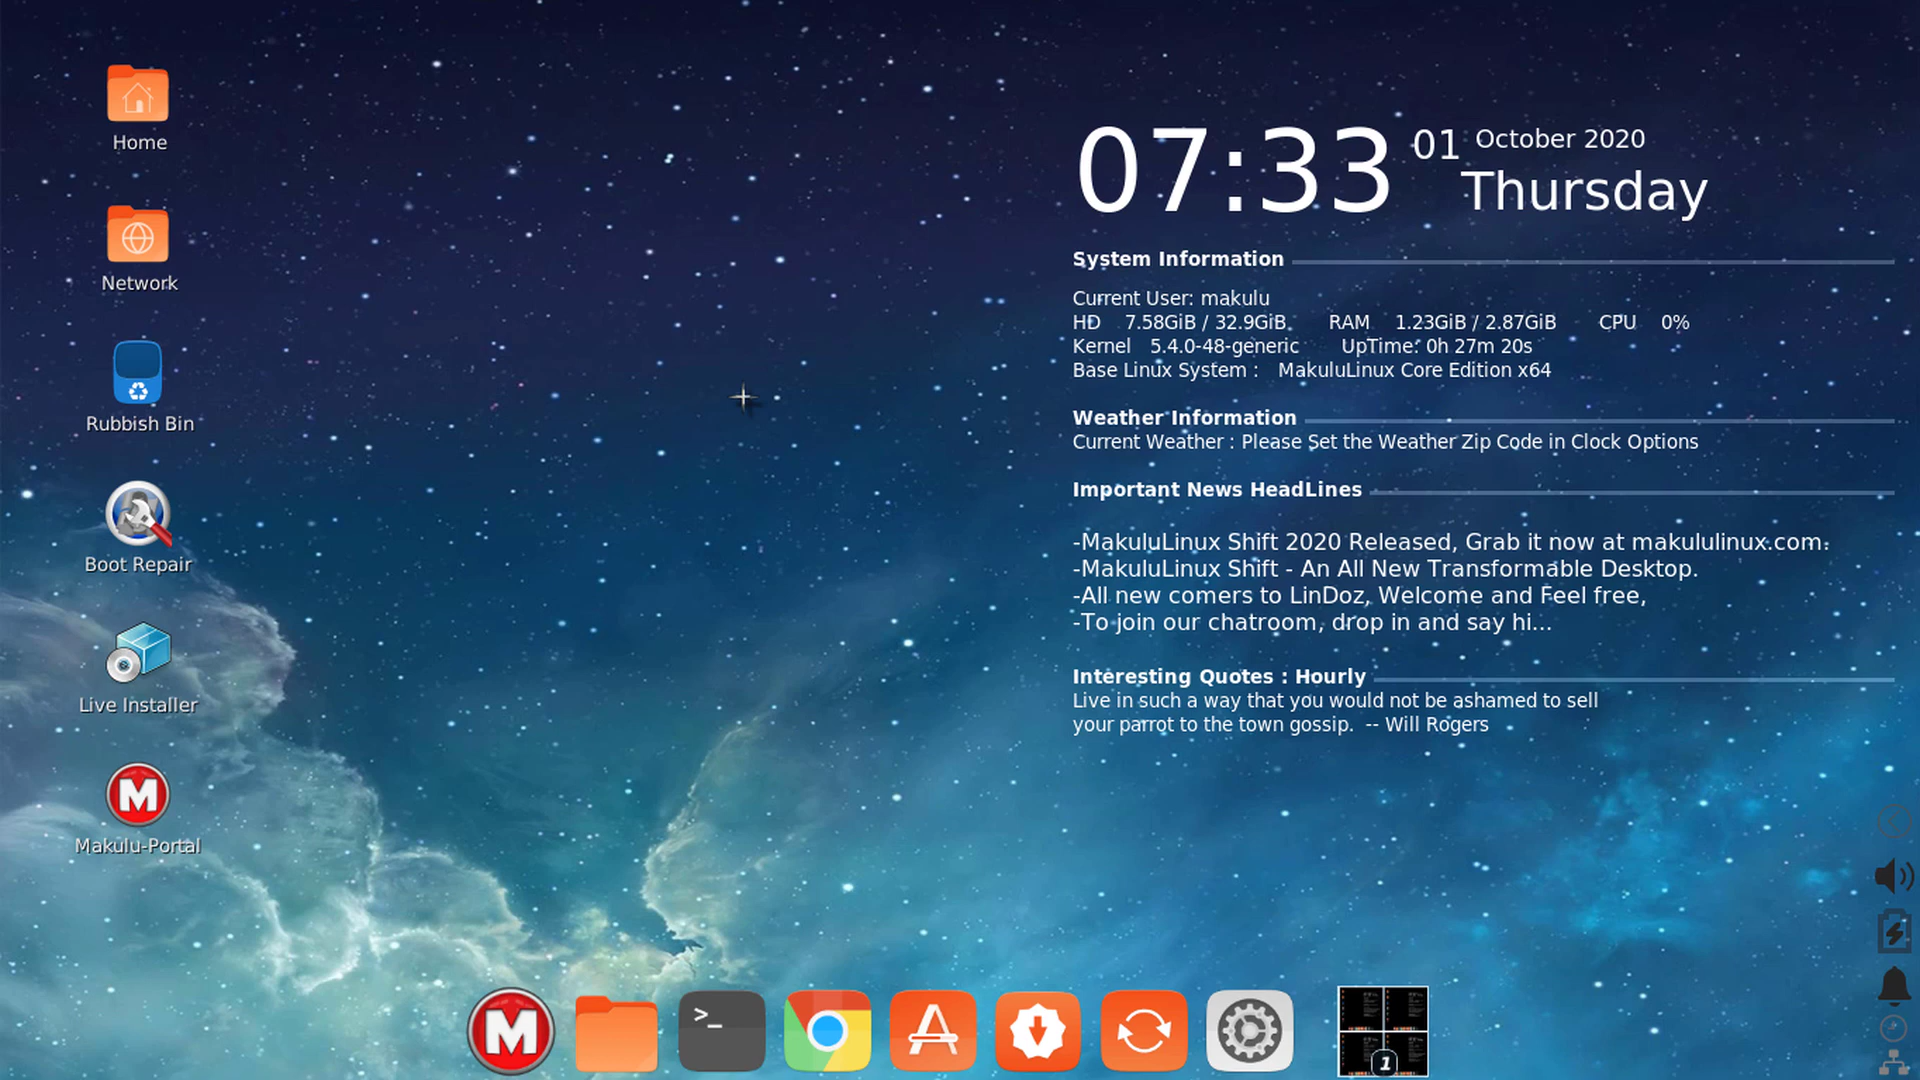 Home
Network
Rubbish Bin
Boot Repair
Live Installer
M
Makulu-Portal
07:33 01 October 2020
Thursday
System Information
Current User: makulu
HD 7.58GiB / 32.9GiB RAM 1.23GiB / 2.87GiB CPU 0%
Kernel 5.4.0-48-generic UpTime: 0h 27m 20s
Base Linux System : MakuluLinux Core Edition x64
Weather Information
Current Weather : Please Set the Weather Zip Code in Clock Options
Important News HeadLines
-MakuluLinux Shift 2020 Released, Grab it now at makululinux.com.
-MakuluLinux Shift - An All New Transformable Desktop.
-All new comers to LinDoz, Welcome and Feel free,
-To join our chatroom, drop in and say hi...
Interesting Quotes : Hourly
Live in such a way that you would not be ashamed to sell
your parrot to the town gossip. -- Will Rogers
M >_ 1